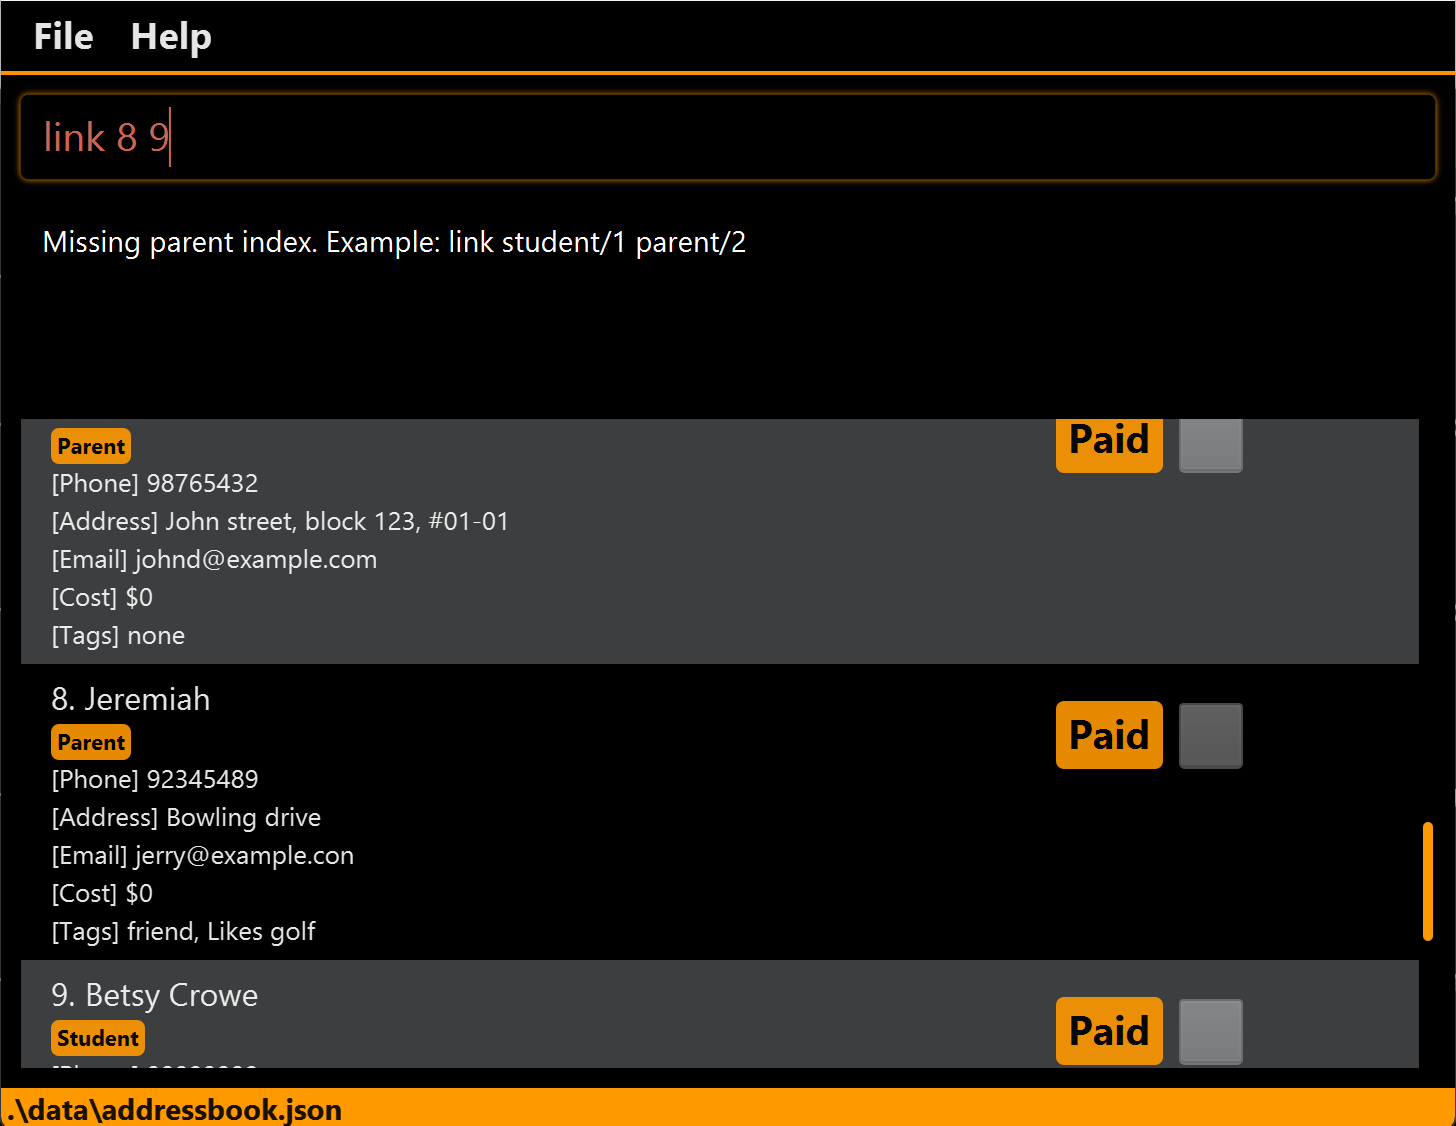 File Help
link 8 9
Missing parent index. Example: link student/1 parent/2
Parent
Paid
[Phone] 98765432
[Address] John street, block 123, #01-01
[Email] johnd@example.com
[Cost] $0
[Tags] none
8. Jeremiah
Parent
Paid
[Phone] 92345489
[Address] Bowling drive
[Email] jerry@example.con
[Cost] $0
[Tags] friend, Likes golf
9. Betsy Crowe
Student
Paid
.\data\addressbook.json